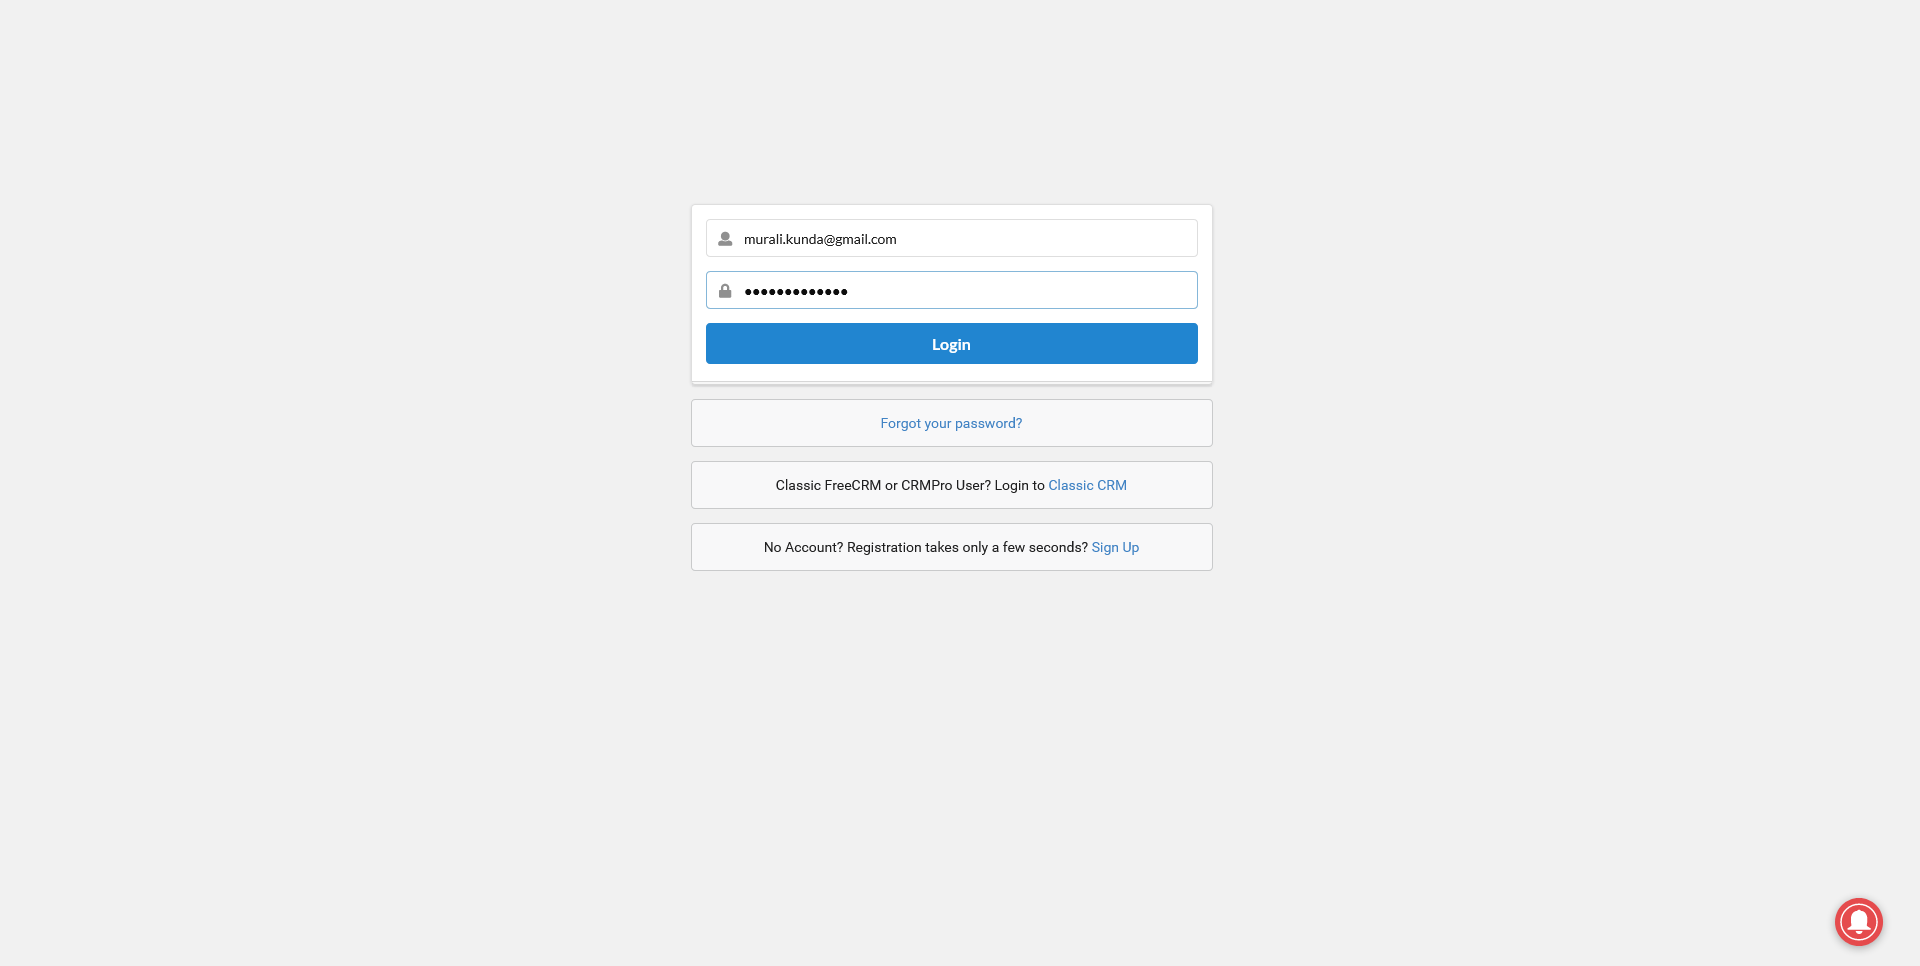 murali.kunda@gmail.com
•••••••••••••
Login
Forgot your password?
Classic FreeCRM or CRMPro User? Login to Classic CRM
No Account? Registration takes only a few seconds? Sign Up